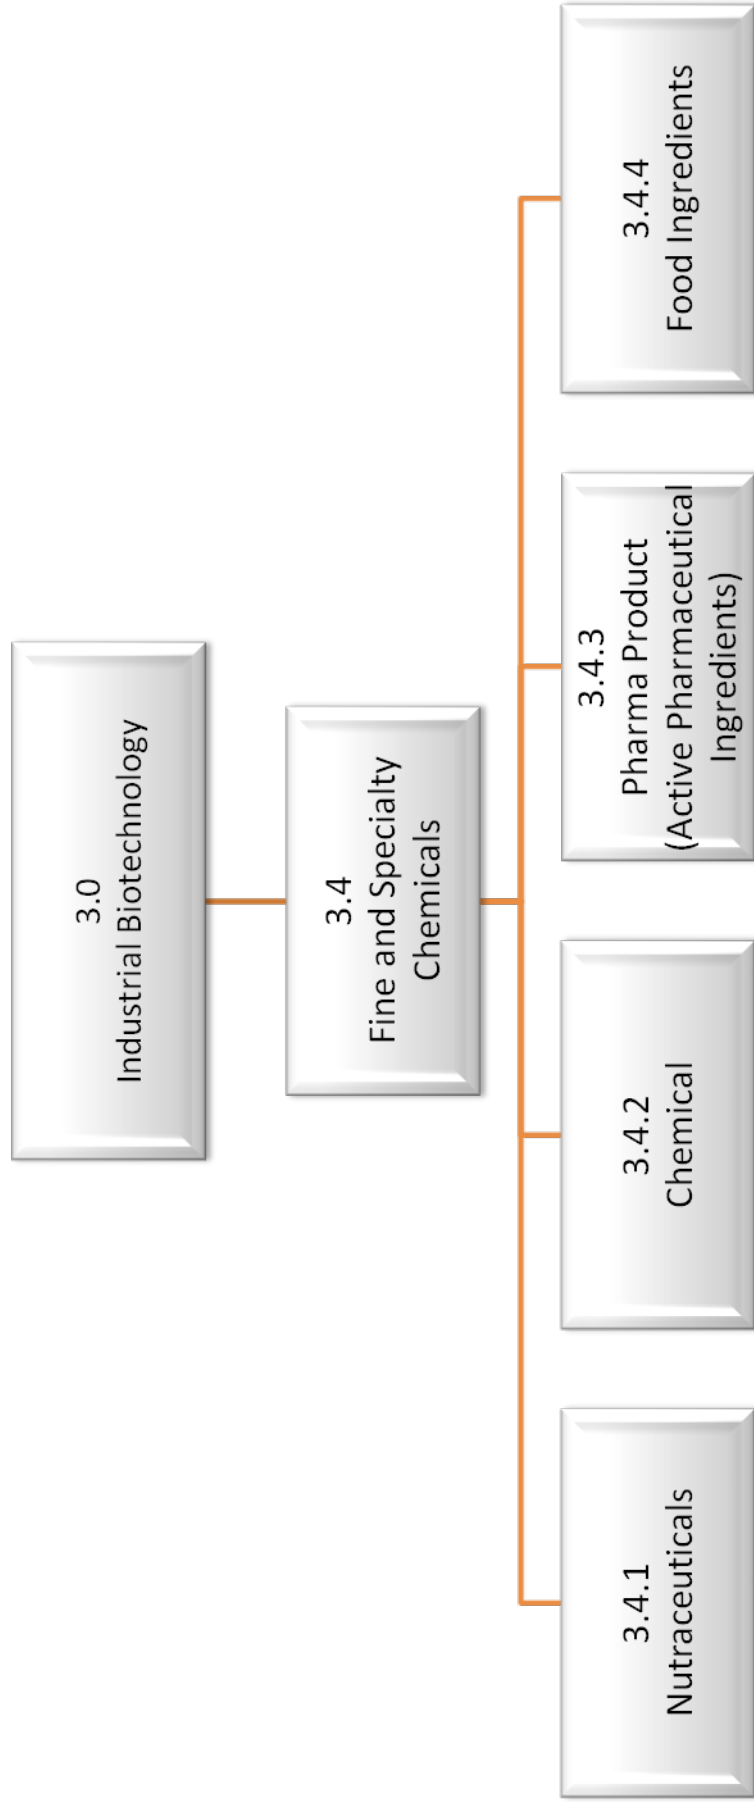 3.0
Industrial Biotechnology
3.4
Fine and Specialty
Chemicals
3.4.1
Nutraceuticals
3.4.2
Chemical
3.4.3
Pharma Product
(Active Pharmaceutical
Ingredients)
3.4.4
Food Ingredients